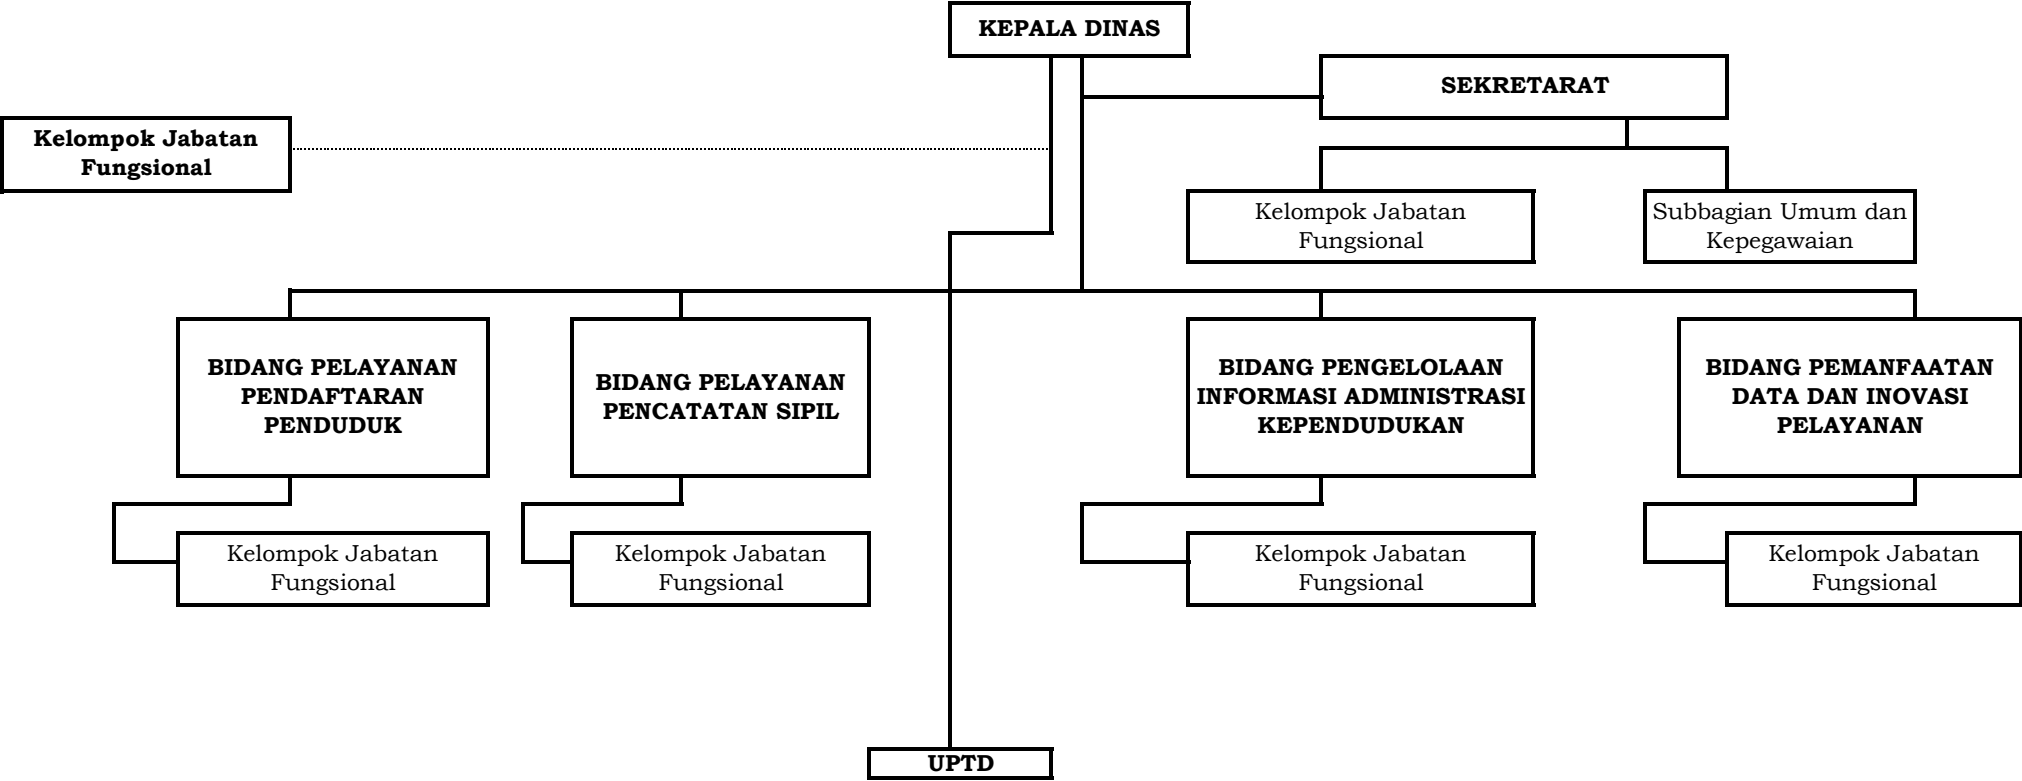 KEPALA DINAS
SEKRETARAT
Kelompok Jabatan
Fungsional
Kelompok Jabatan
Fungsional
Subbagian Umum dan
Kepegawaian
BIDANG PELAYANAN
PENDAFTARAN
PENDUDUK
BIDANG PELAYANAN
PENCATATAN SIPIL
BIDANG PENGELOLAAN
INFORMASI ADMINISTRASI
KEPENDUDUKAN
BIDANG PEMANFAATAN
DATA DAN INOVASI
PELAYANAN
Kelompok Jabatan
Fungsional
Kelompok Jabatan
Fungsional
Kelompok Jabatan
Fungsional
Kelompok Jabatan
Fungsional
UPTD